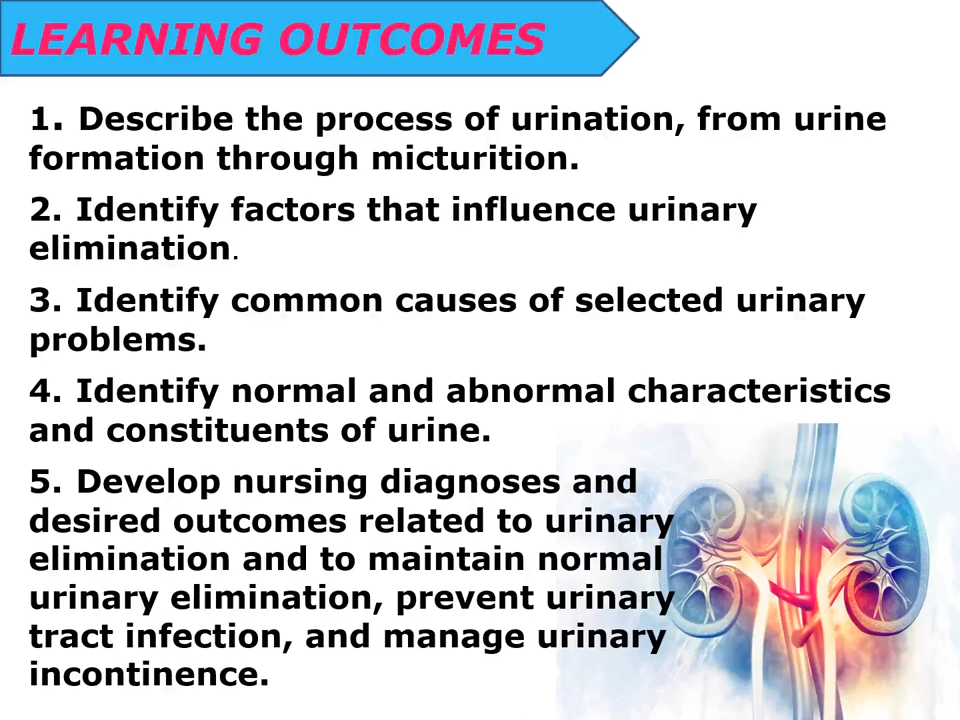 LEARNING OUTCOMES
1. Describe the process of urination, from urine
formation through micturition.
2. Identify factors that influence urinary
elimination.
3. Identify common causes of selected urinary
problems.
4. Identify normal and abnormal characteristics
and constituents of urine.
5. Develop nursing diagnoses and
desired outcomes related to urinary
elimination and to maintain normal
urinary elimination, prevent urinary
tract infection, and manage urinary
incontinence.